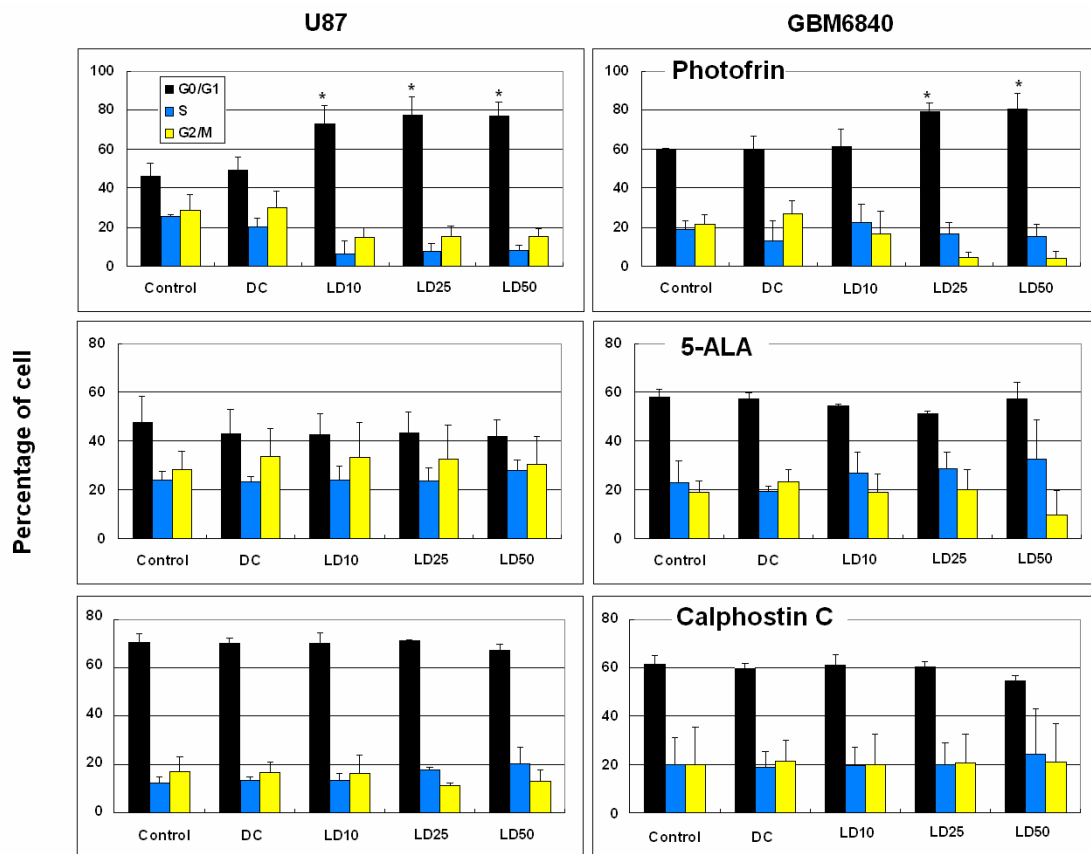 U87
GBM6840
Percentage of cell
100
80
60
40
20
0
G0/G1
S
G2/M
* * *
Control DC LD10 LD25 LD50
Photofrin
100
80
60
40
20
0
* *
Control DC LD10 LD25 LD50
80
60
40
20
0
Control DC LD10 LD25 LD50
5-ALA
80
60
40
20
0
Control DC LD10 LD25 LD50
80
60
40
20
0
Control DC LD10 LD25 LD50
Calphostin C
80
60
40
20
0
Control DC LD10 LD25 LD50